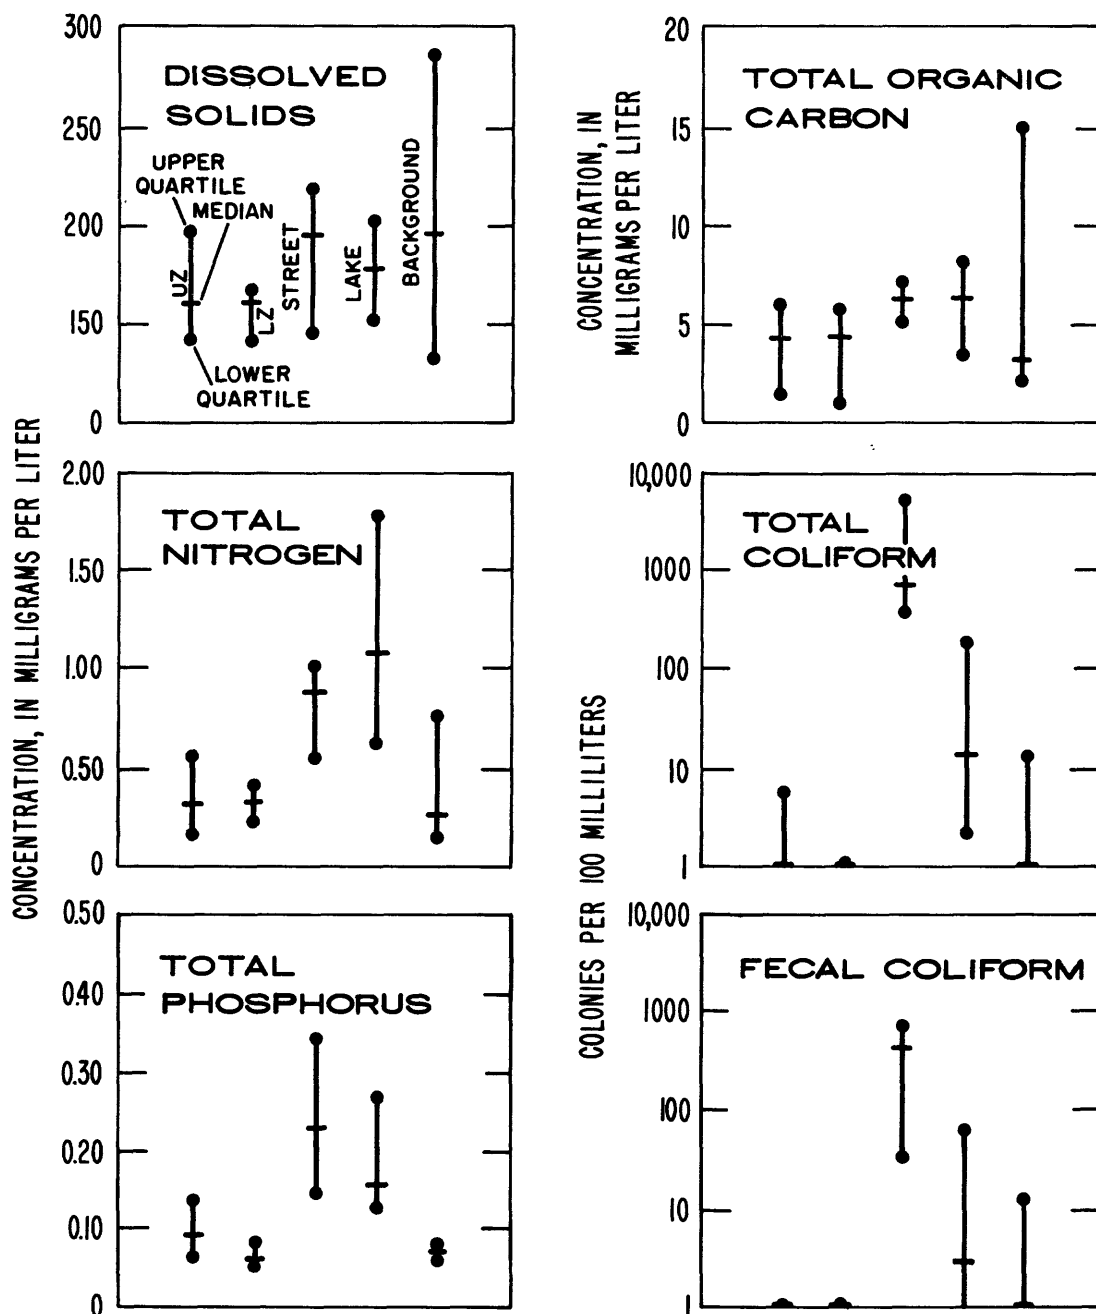 CONCENTRATION, IN MILLIGRAMS PER LITER
300
250
200
150
0
DISSOLVED
SOLIDS
UPPER
QUARTILE
MEDIAN
UZ
LZ
STREET
LAKE
BACKGROUND
LOWER
QUARTILE
CONCENTRATION, IN
MILLIGRAMS PER LITER
20
15
10
5
0
TOTAL ORGANIC
CARBON
2.00
1.50
1.00
0.50
0
TOTAL
NITROGEN
COLONIES PER 100 MILLILITERS
10,000
1000
100
10
1
TOTAL
COLIFORM
0.50
0.40
0.30
0.20
0.10
0
TOTAL
PHOSPHORUS
10,000
1000
100
10
1
FECAL COLIFORM